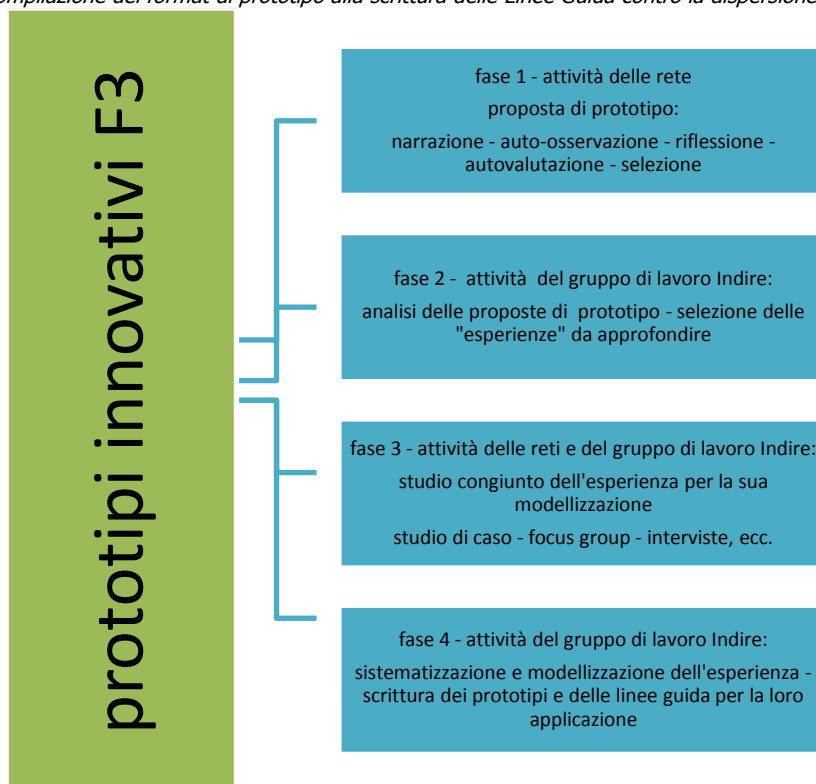 ompilazione del format di prototipo alla scrittura delle Linee Guida contro la dispersione
prototipi innovativi F3
fase 1 - attività delle rete
proposta di prototipo:
narrazione - auto-osservazione - riflessione -
autovalutazione - selezione
fase 2 - attività del gruppo di lavoro Indire:
analisi delle proposte di prototipo - selezione delle
"esperienze" da approfondire
fase 3 - attività delle reti e del gruppo di lavoro Indire:
studio congiunto dell'esperienza per la sua
modellizzazione
studio di caso - focus group - interviste, ecc.
fase 4 - attività del gruppo di lavoro Indire:
sistematizzazione e modellizzazione dell'esperienza -
scrittura dei prototipi e delle linee guida per la loro
applicazione